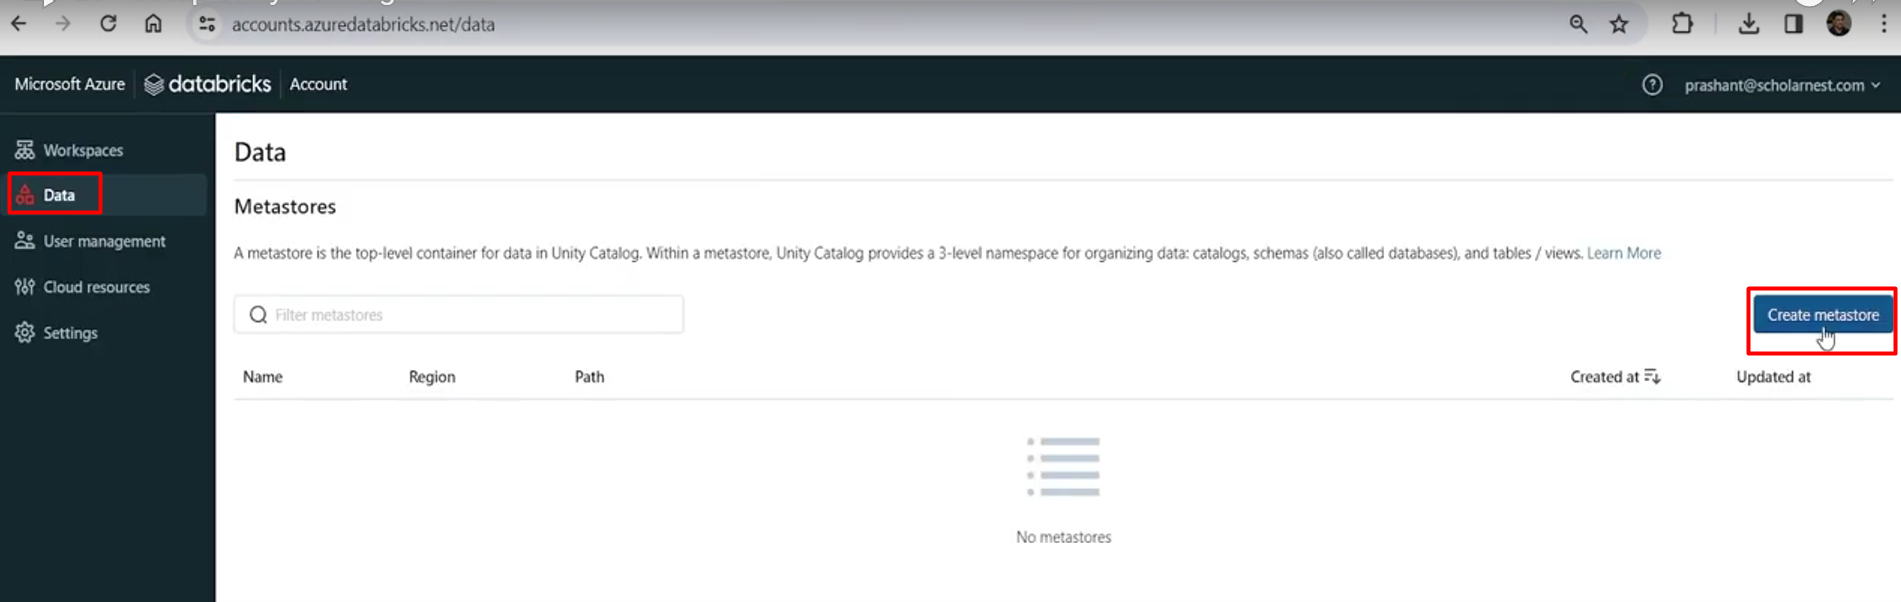 accounts.azuredatabricks.net/data
Microsoft Azure databricks Account
prashant@scholarnest.com
Workspaces
Data
User management
Cloud resources
Settings
Data
Metastores
A metastore is the top-level container for data in Unity Catalog. Within a metastore, Unity Catalog provides a 3-level namespace for organizing data: catalogs, schemas (also called databases), and tables / views. Learn More
Filter metastores
Create metastore
Name Region Path Created at Updated at
No metastores